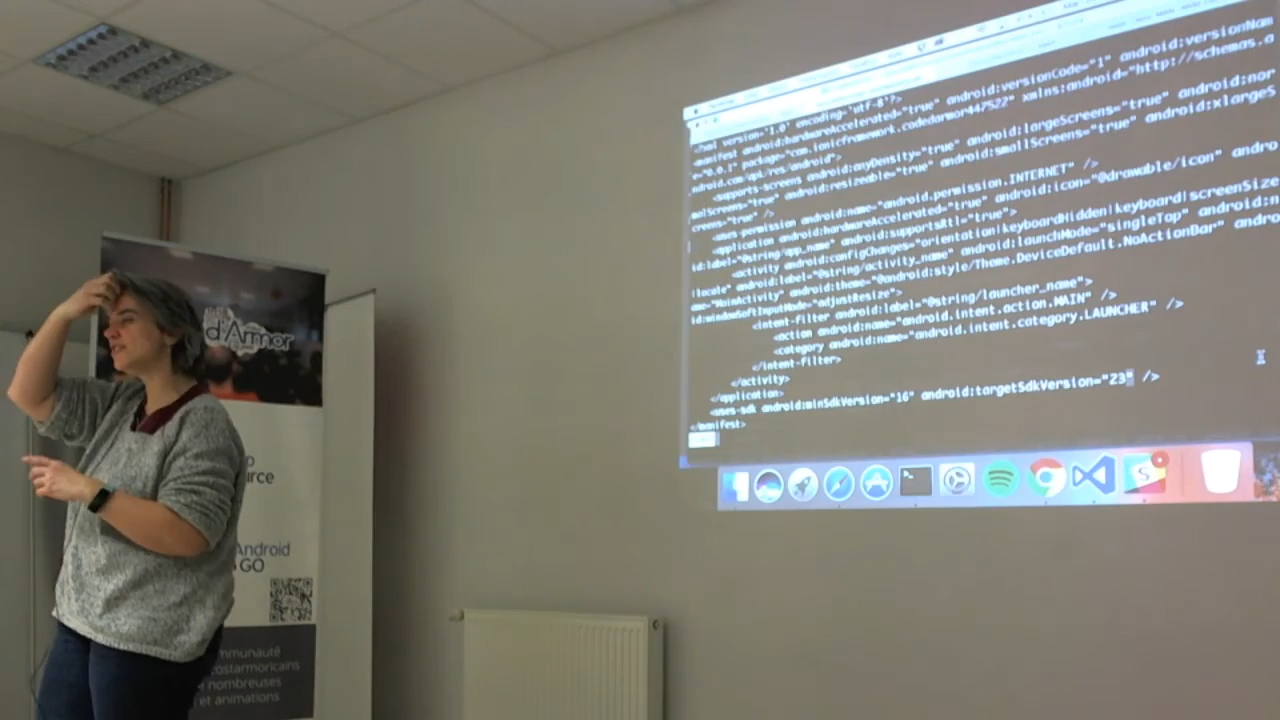 <?xml version='1.0' encoding='utf-8'?>
<manifest android:hardwareAccelerated="true" android:versionCode="1" android:versionNam
e="0.0.1" package="com.ionicframework.codedarmor447522" xmlns:android="http://schemas.a
ndroid.com/apk/res/android">
<supports-screens android:anyDensity="true" android:largeScreens="true" android:nor
malScreens="true" android:resizeable="true" android:smallScreens="true" android:xlargeS
creens="true" />
<uses-permission android:name="android.permission.INTERNET" />
<application android:hardwareAccelerated="true" android:icon="@drawable/icon" andro
id:label="@string/app_name" android:supportsRtl="true">
<activity android:configChanges="orientation|keyboardHidden|keyboard|screenSize
|locale" android:label="@string/activity_name" android:launchMode="singleTop" android:n
ame="MainActivity" android:theme="@android:style/Theme.DeviceDefault.NoActionBar" andro
id:windowSoftInputMode="adjustResize">
<intent-filter android:label="@string/launcher_name">
<action android:name="android.intent.action.MAIN" />
<category android:name="android.intent.category.LAUNCHER" />
</intent-filter>
</activity>
</application>
<uses-sdk android:minSdkVersion="16" android:targetSdkVersion="23" />
</manifest>
d'Armor
Android
GO